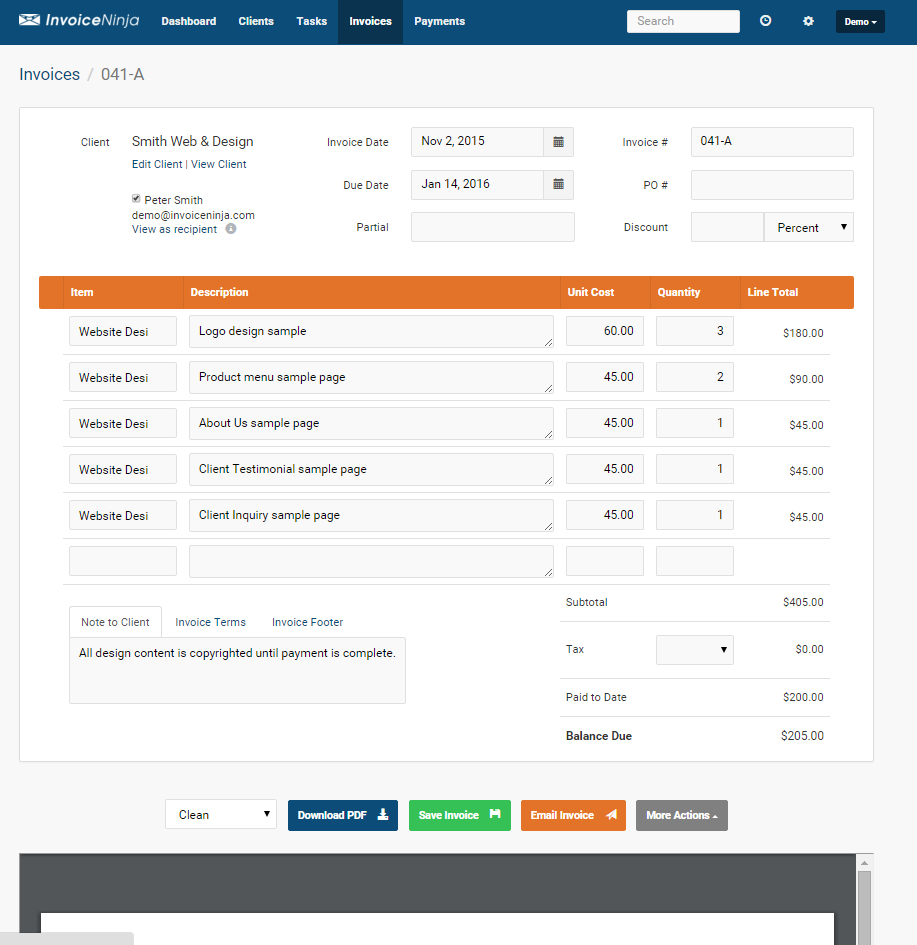 InvoiceNinja Dashboard Clients Tasks Invoices Payments Search Demo
Invoices / 041-A
Client Smith Web & Design Invoice Date Nov 2, 2015 Invoice # 041-A
Edit Client | View Client
Due Date Jan 14, 2016 PO #
Peter Smith
demo@invoiceninja.com
View as recipient Partial Discount Percent
Item Description Unit Cost Quantity Line Total
Website Desi Logo design sample 60.00 3 $180.00
Website Desi Product menu sample page 45.00 2 $90.00
Website Desi About Us sample page 45.00 1 $45.00
Website Desi Client Testimonial sample page 45.00 1 $45.00
Website Desi Client Inquiry sample page 45.00 1 $45.00
Subtotal $405.00
Note to Client Invoice Terms Invoice Footer
All design content is copyrighted until payment is complete.
Tax $0.00
Paid to Date $200.00
Balance Due $205.00
Clean Download PDF Save Invoice Email Invoice More Actions